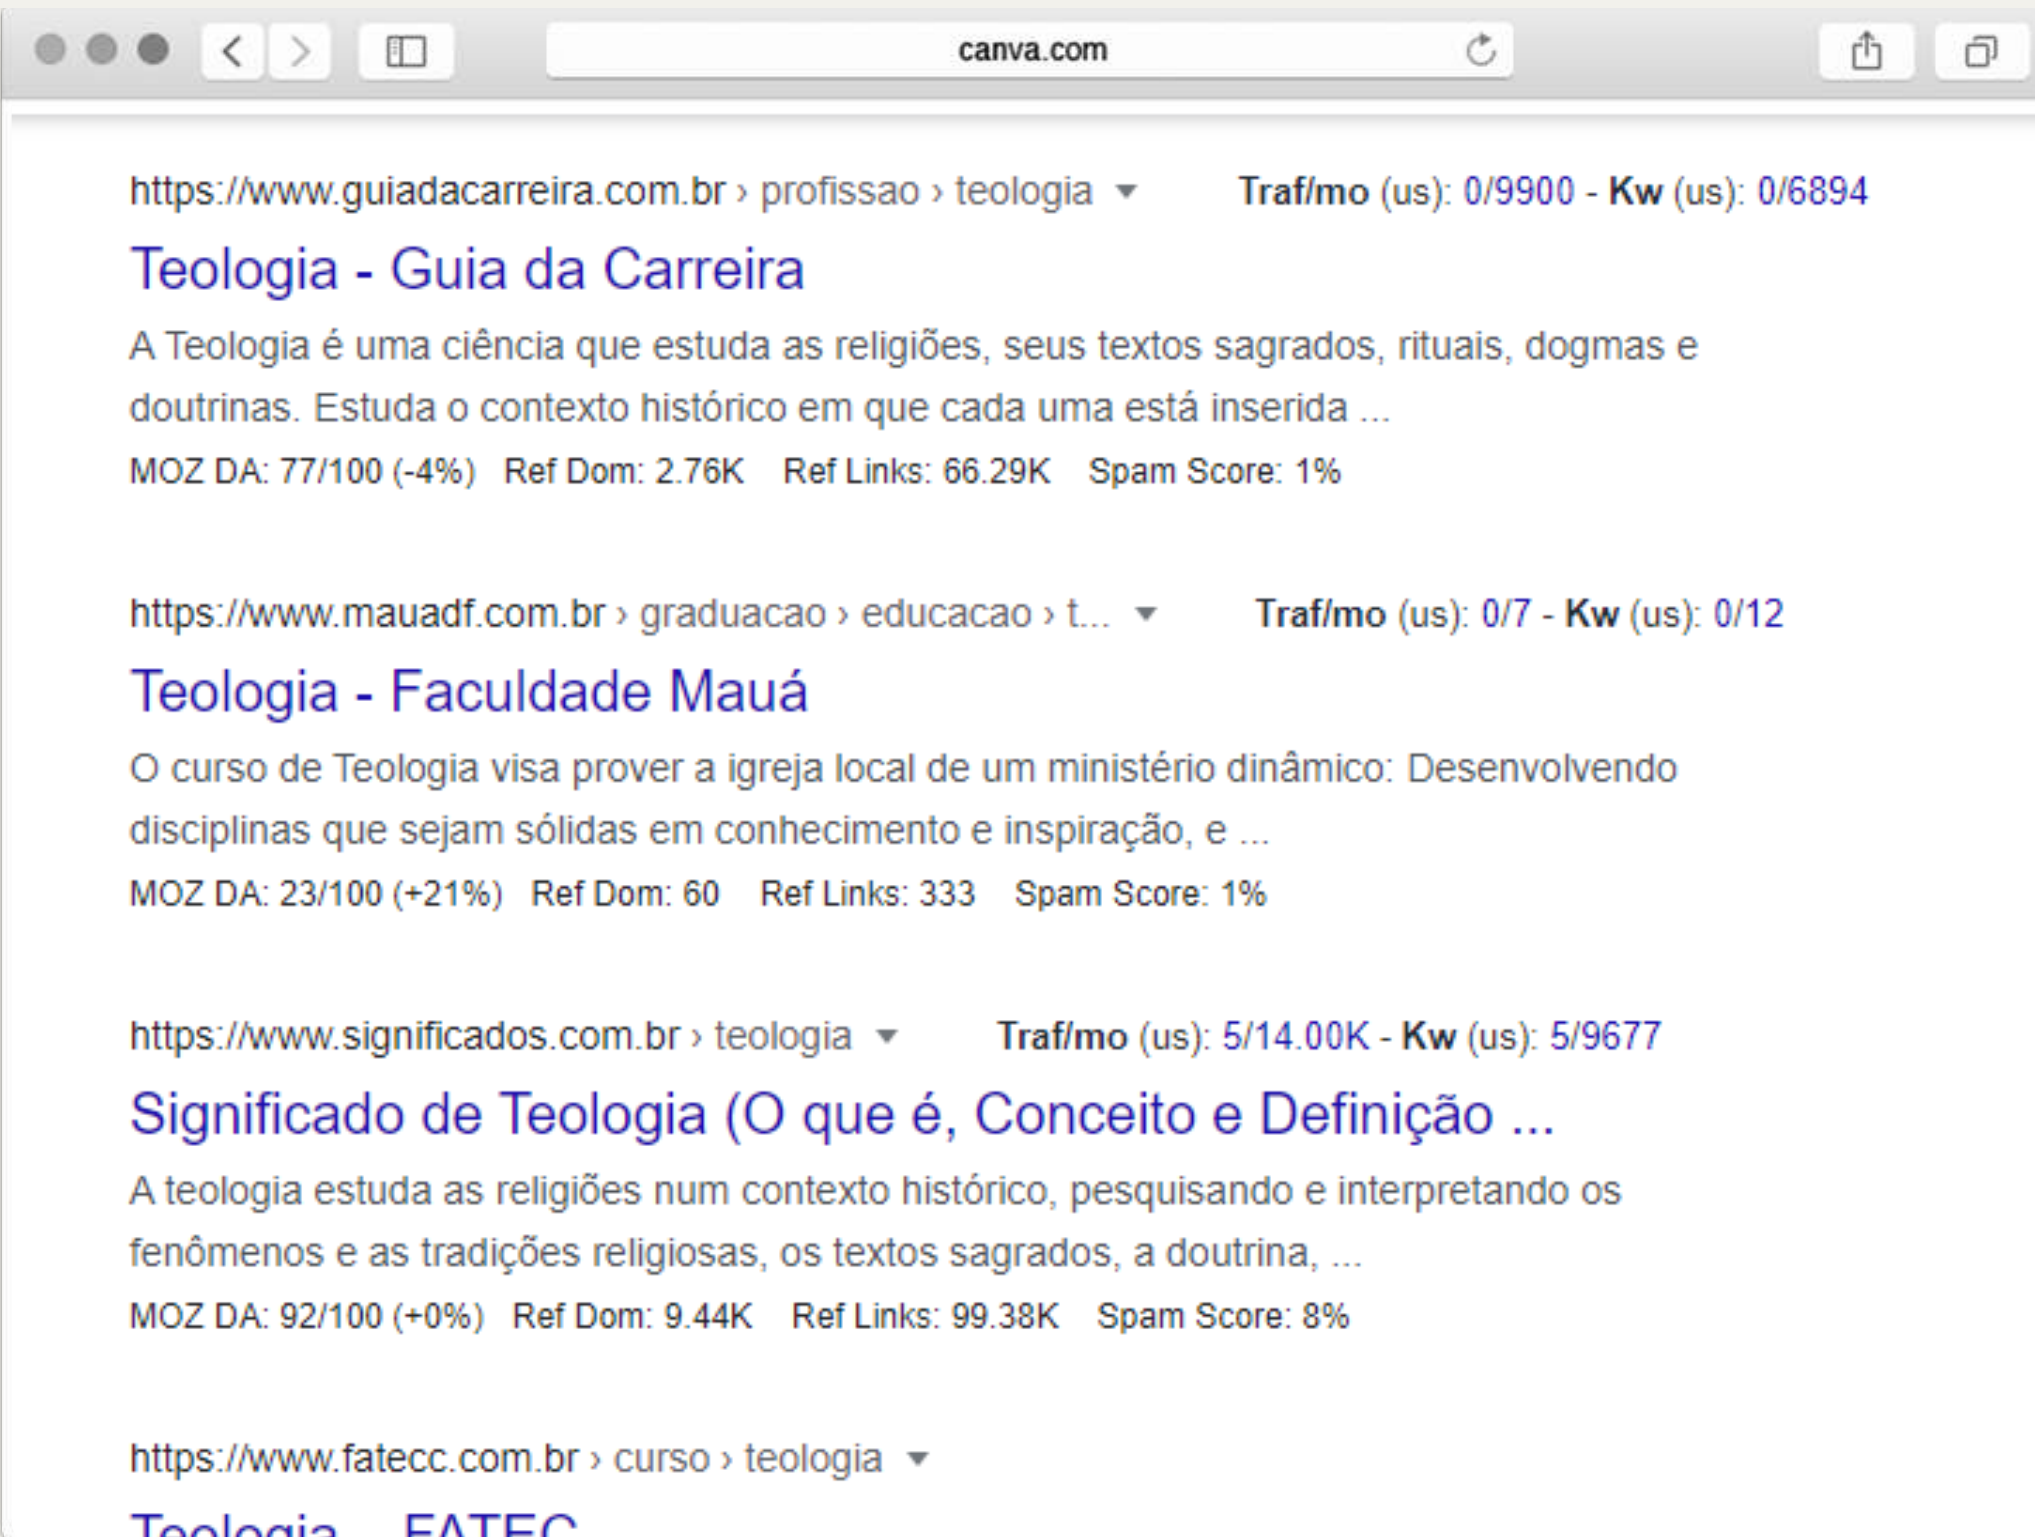 canva.com
https://www.guiadacarreira.com.br › profissao › teologia Traf/mo (us): 0/9900 - Kw (us): 0/6894
Teologia - Guia da Carreira
A Teologia é uma ciência que estuda as religiões, seus textos sagrados, rituais, dogmas e
doutrinas. Estuda o contexto histórico em que cada uma está inserida ...
MOZ DA: 77/100 (-4%) Ref Dom: 2.76K Ref Links: 66.29K Spam Score: 1%
https://www.mauadf.com.br › graduacao › educacao › t... Traf/mo (us): 0/7 - Kw (us): 0/12
Teologia - Faculdade Mauá
O curso de Teologia visa prover a igreja local de um ministério dinâmico: Desenvolvendo
disciplinas que sejam sólidas em conhecimento e inspiração, e ...
MOZ DA: 23/100 (+21%) Ref Dom: 60 Ref Links: 333 Spam Score: 1%
https://www.significados.com.br › teologia Traf/mo (us): 5/14.00K - Kw (us): 5/9677
Significado de Teologia (O que é, Conceito e Definição ...
A teologia estuda as religiões num contexto histórico, pesquisando e interpretando os
fenômenos e as tradições religiosas, os textos sagrados, a doutrina, ...
MOZ DA: 92/100 (+0%) Ref Dom: 9.44K Ref Links: 99.38K Spam Score: 8%
https://www.fatecc.com.br › curso › teologia
Teologia - FATEC